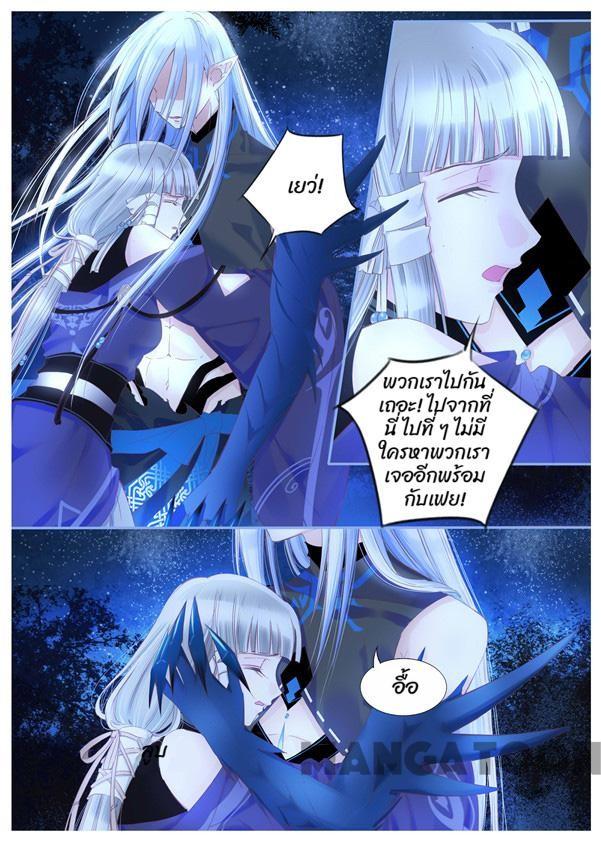 เยว่!
พวกเราไปกัน
เถอะ! ไปจากที่
นี่ ไปที่ ๆ ไม่มี
ใครหาพวกเรา
เจออีกพร้อม
กับเฟย!
อื้อ
ลูบ
MANGATOON